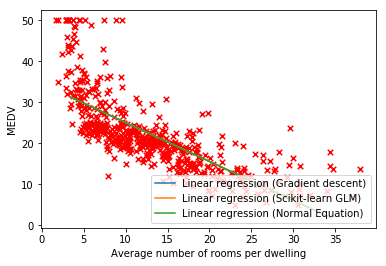 50
40
30
20
10
0
MEDV
Linear regression (Gradient descent)
Linear regression (Scikit-learn GLM)
Linear regression (Normal Equation)
0 5 10 15 20 25 30 35
Average number of rooms per dwelling